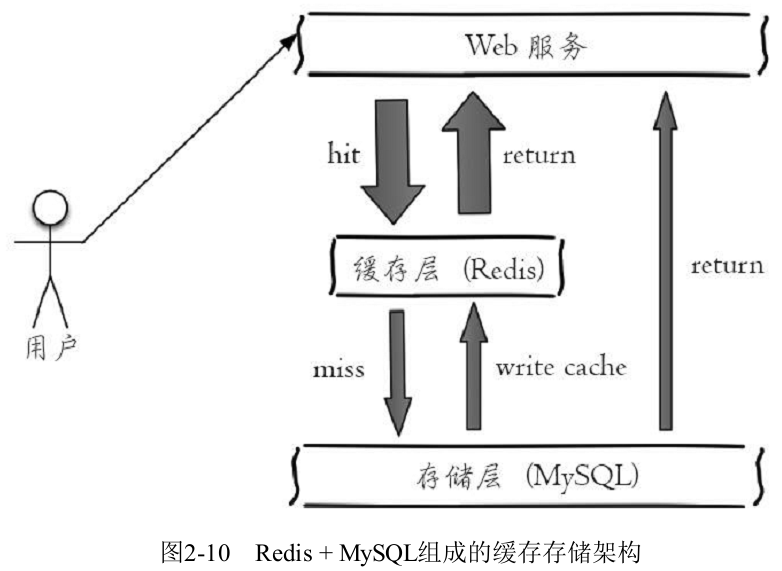 Web 服务
hit
return
缓存层 (Redis)
return
用户
miss
write cache
存储层 (MySQL)
图2-10 Redis + MySQL组成的缓存存储架构